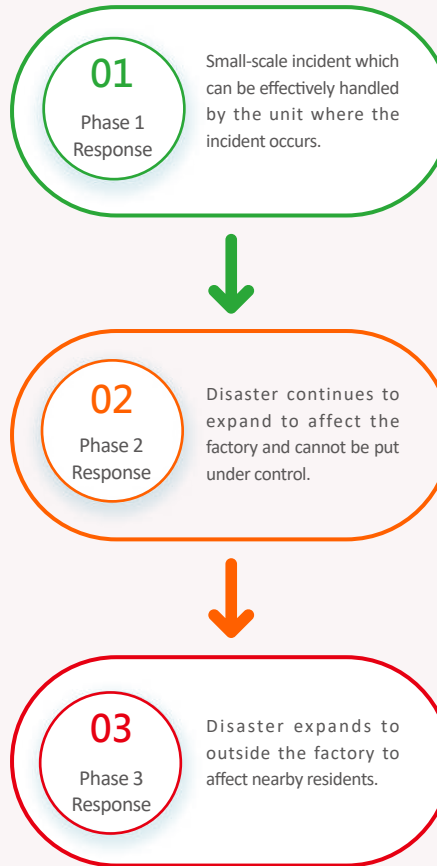 01
Phase 1
Response
Small-scale incident which
can be effectively handled
by the unit where the
incident occurs.
02
Phase 2
Response
Disaster continues to
expand to affect the
factory and cannot be put
under control.
03
Phase 3
Response
Disaster expands to
outside the factory to
affect nearby residents.